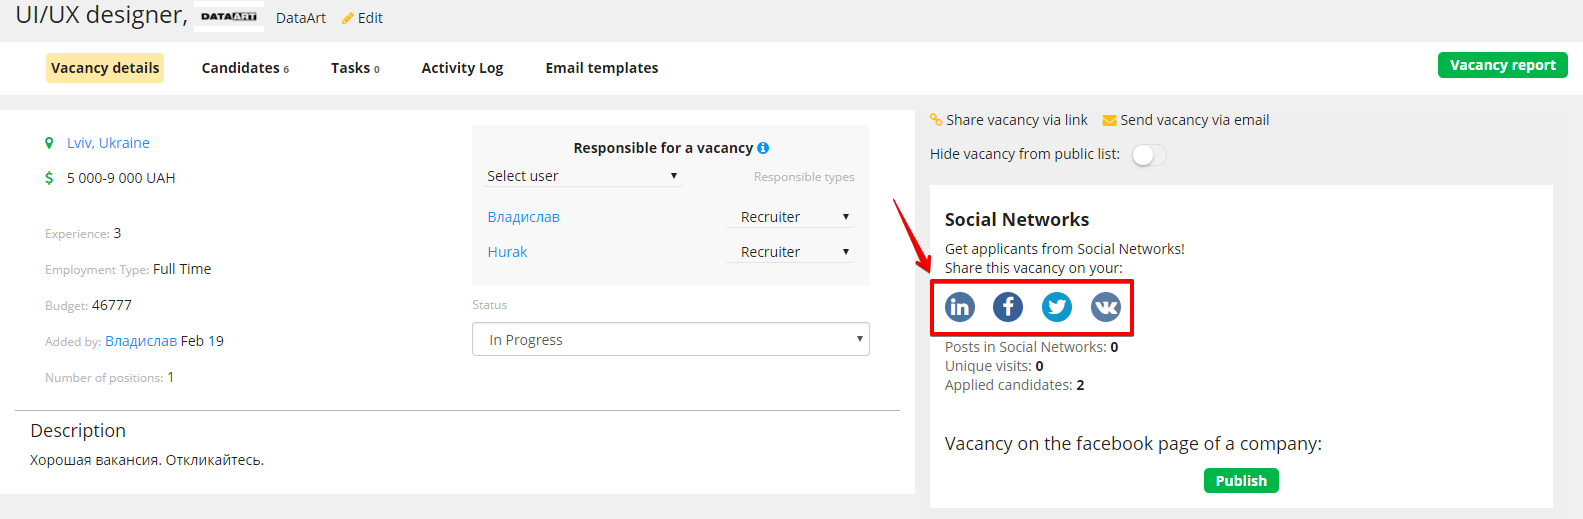 UI/UX designer, DATAART DataArt Edit
Vacancy details Candidates 6 Tasks 0 Activity Log Email templates Vacancy report
Lviv, Ukraine
5 000-9 000 UAH
Experience: 3
Employment Type: Full Time
Budget: 46777
Added by: Владислав Feb 19
Number of positions: 1
Responsible for a vacancy
Select user Responsible types
Владислав Recruiter
Hurak Recruiter
Status
In Progress
Description
Хорошая вакансия. Откликайтесь.
Share vacancy via link Send vacancy via email
Hide vacancy from public list:
Social Networks
Get applicants from Social Networks!
Share this vacancy on your:
Posts in Social Networks: 0
Unique visits: 0
Applied candidates: 2
Vacancy on the facebook page of a company:
Publish